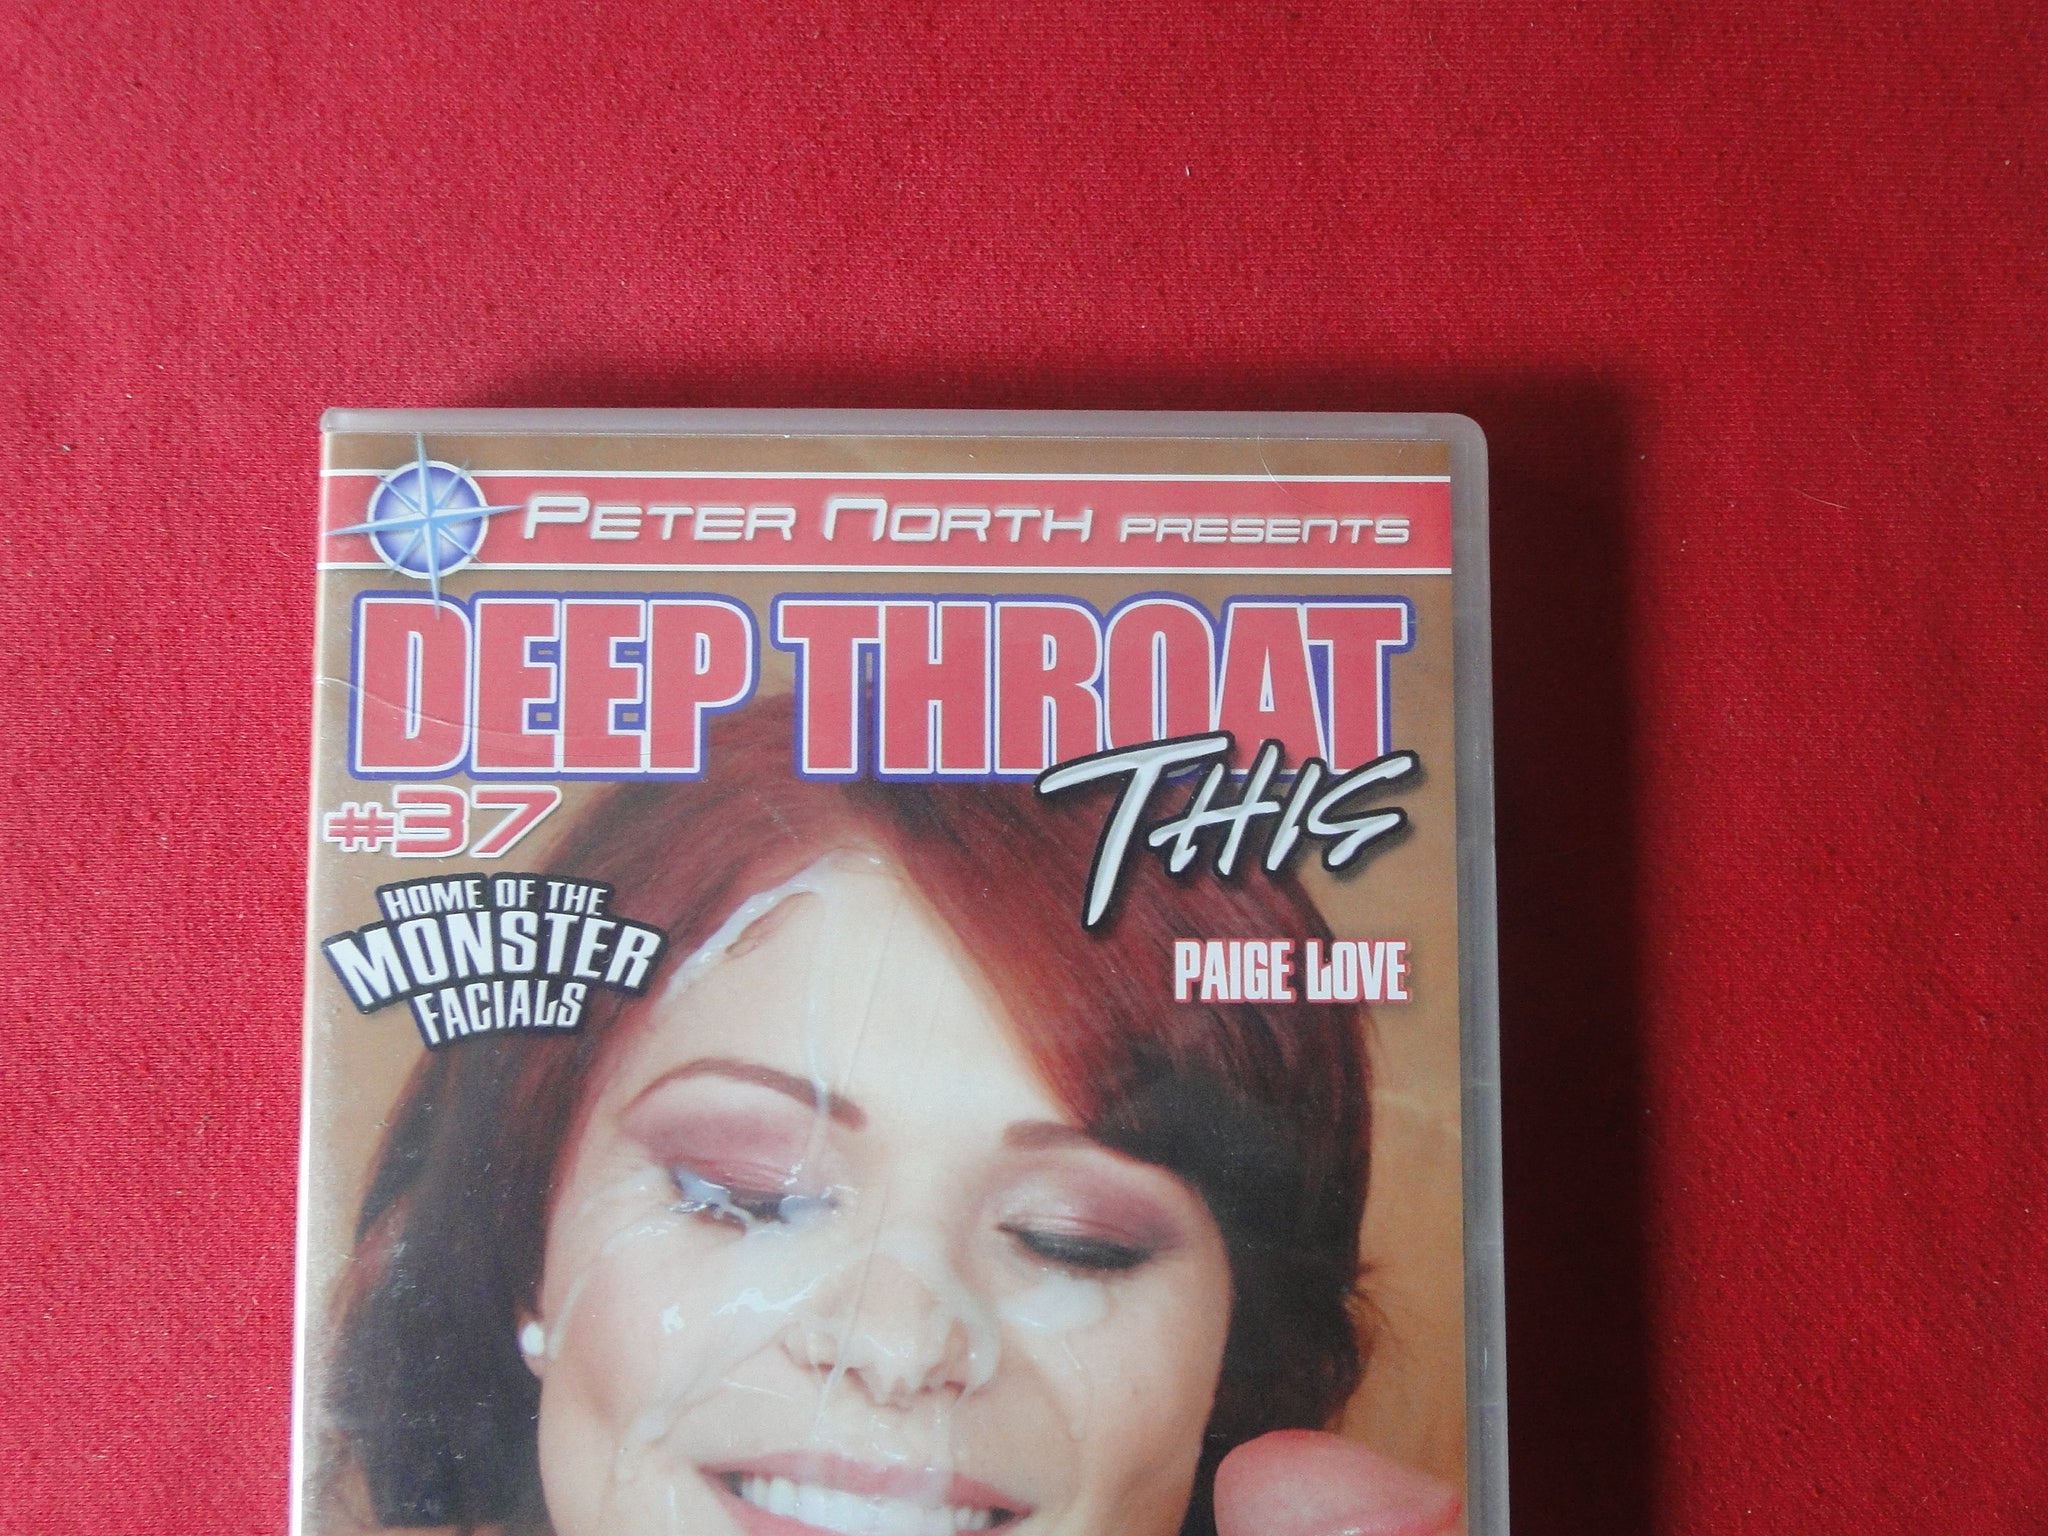 PETER NORTH PRESENTS
DEEP THROAT
THIS
#37
HOME OF THE
MONSTER
FACIALS
PAIGE LOVE